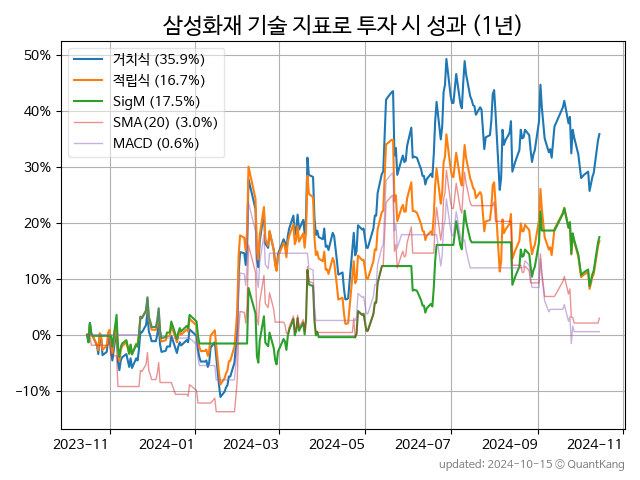 삼성화재 기술 지표로 투자 시 성과 (1년)
50%
40%
30%
20%
10%
0%
−10%
거치식 (35.9%)
적립식 (16.7%)
SigM (17.5%)
SMA(20) (3.0%)
MACD (0.6%)
2023-11
2024-01
2024-03
2024-05
2024-07
2024-09
2024-11
updated: 2024-10-15 © QuantKang